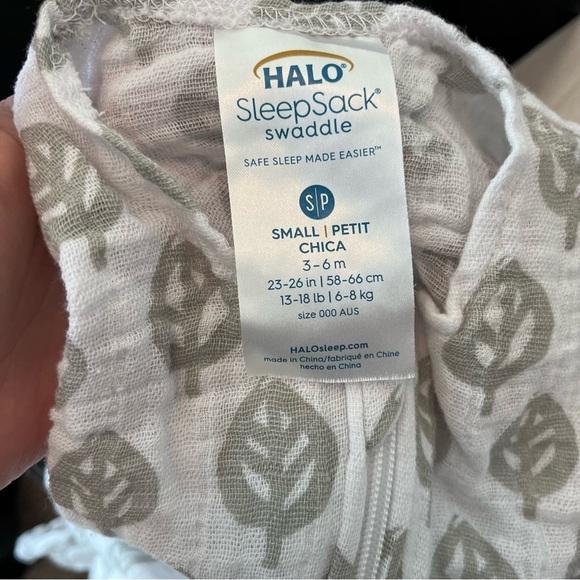 HALO®
SleepSack®
swaddle
SAFE SLEEP MADE EASIER™
S|P
SMALL | PETIT
CHICA
3-6 m
23-26 in | 58-66 cm
13-18 lb | 6-8 kg
size 000 AUS
HALOsleep.com
made in China/fabriqué en Chine
hecho en China